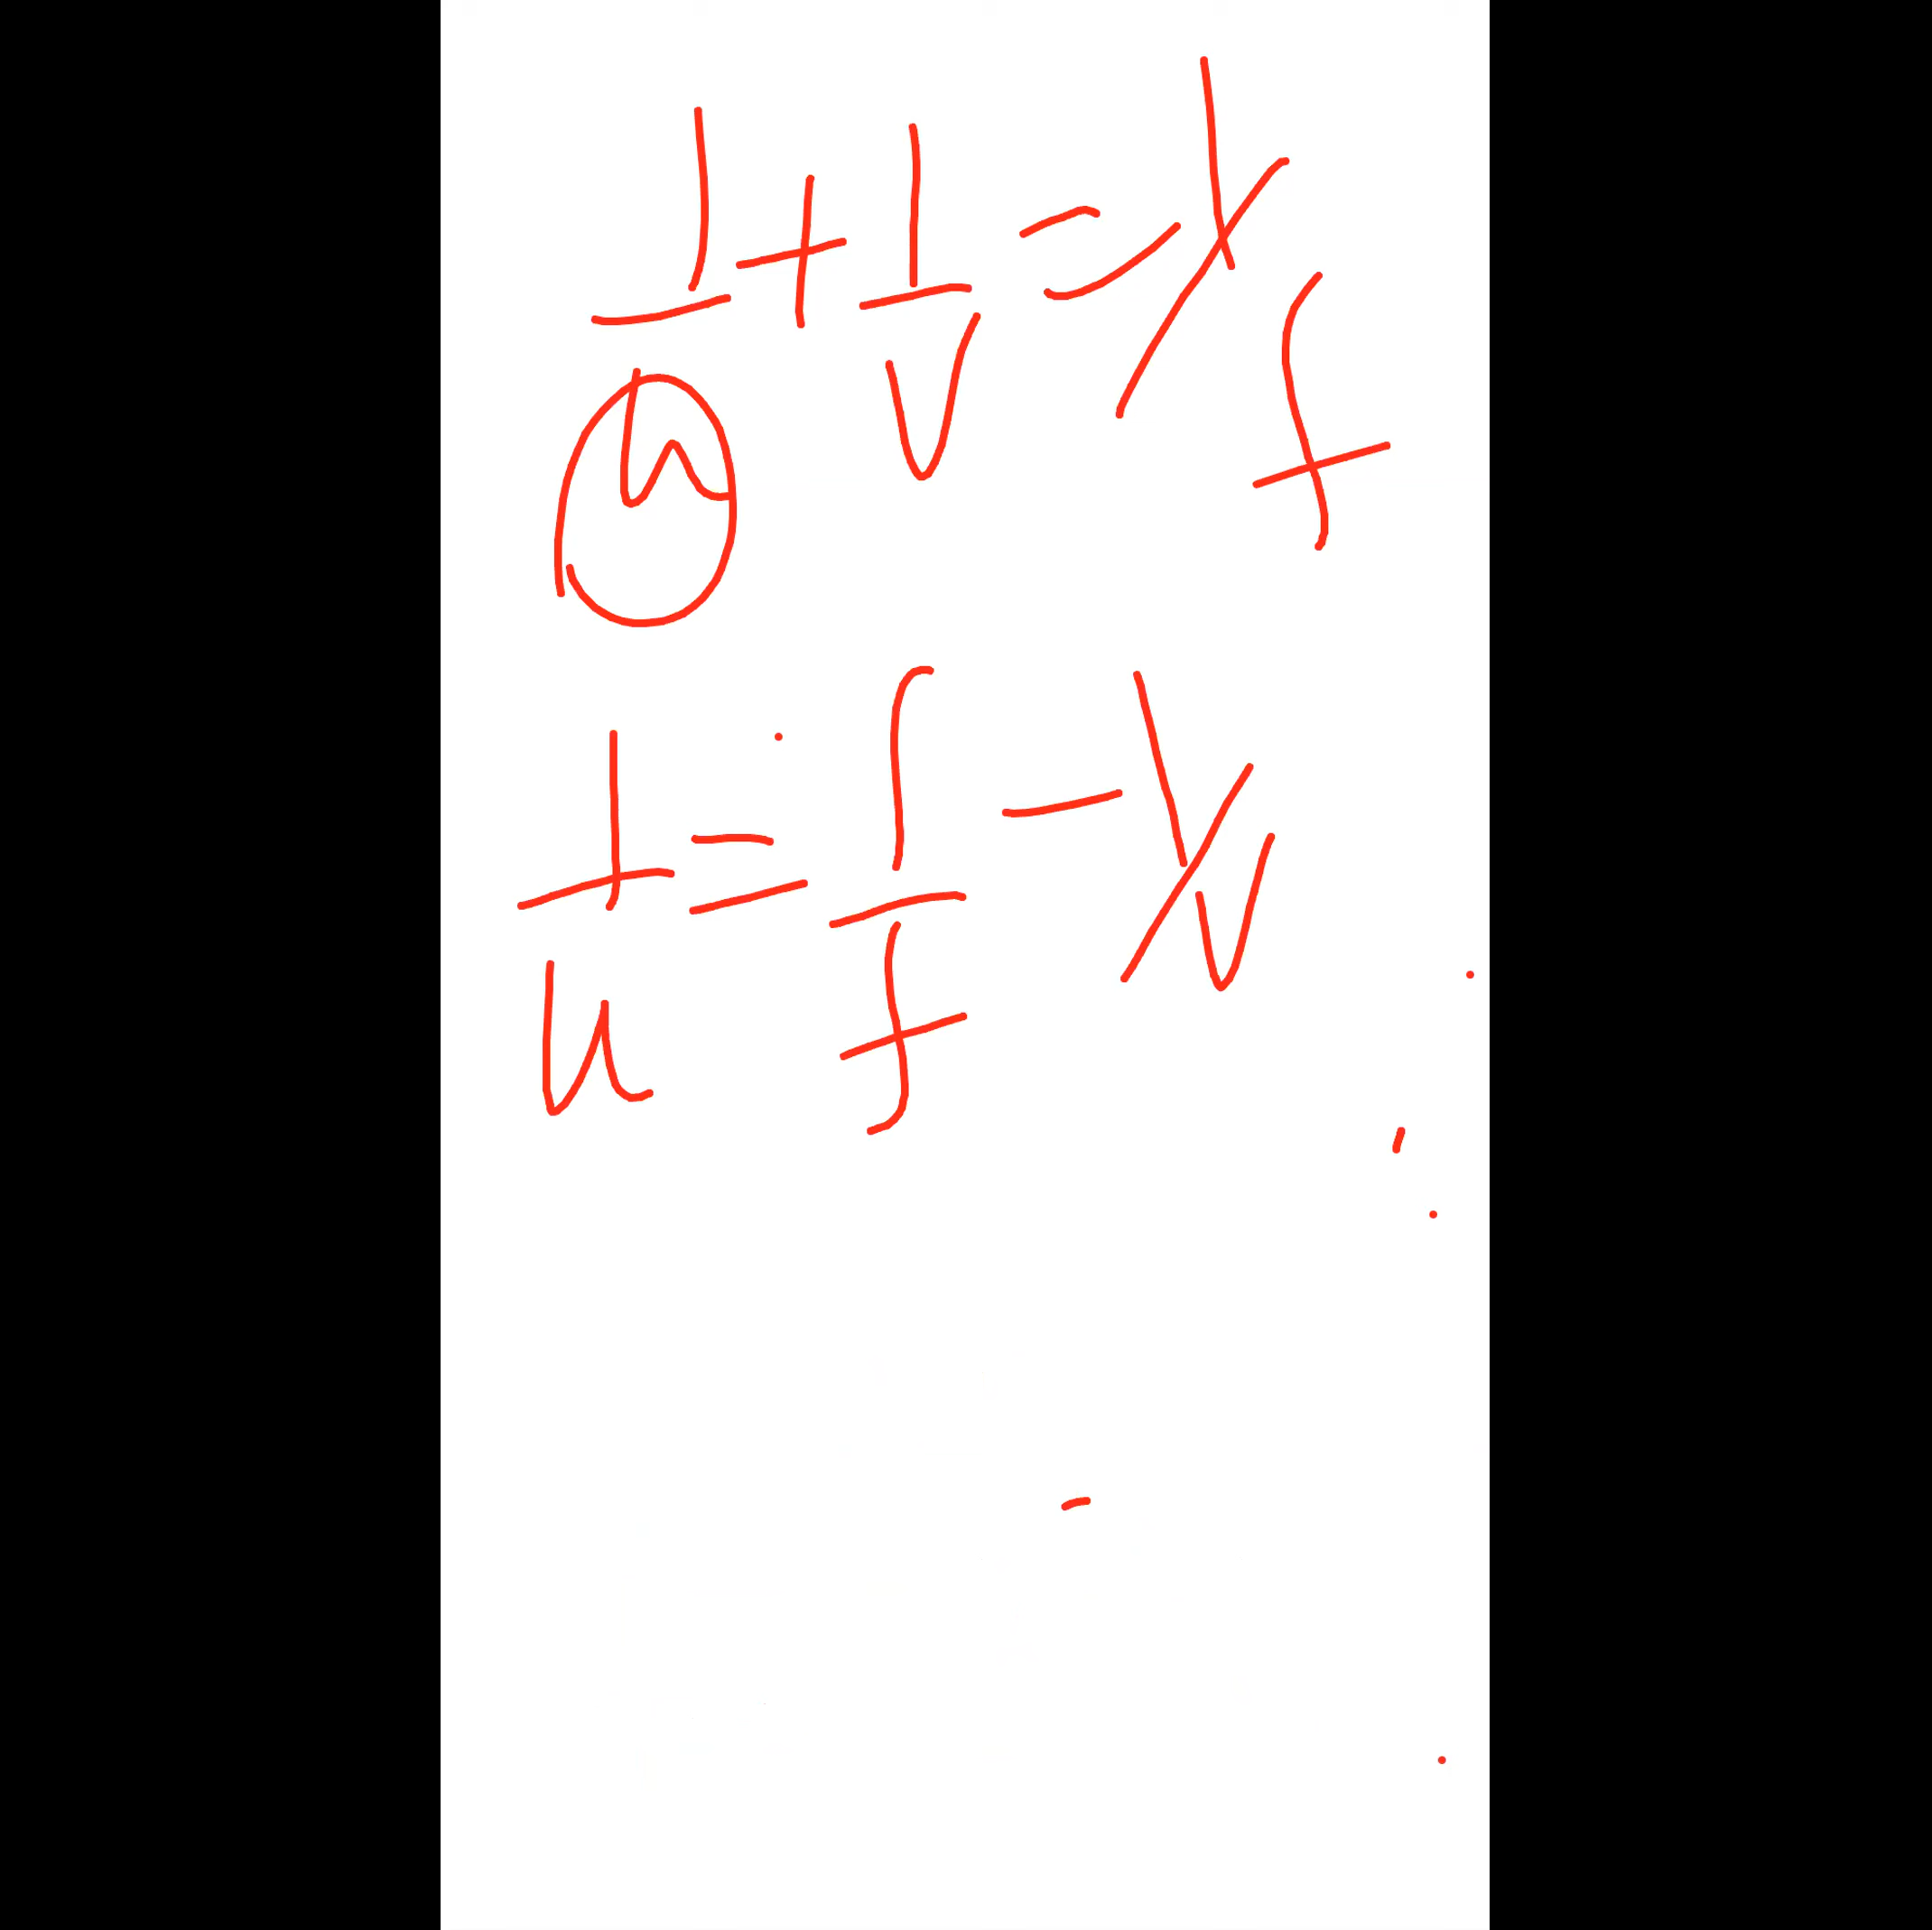 1/u + 1/v = 1/f
1/u = 1/f - 1/v